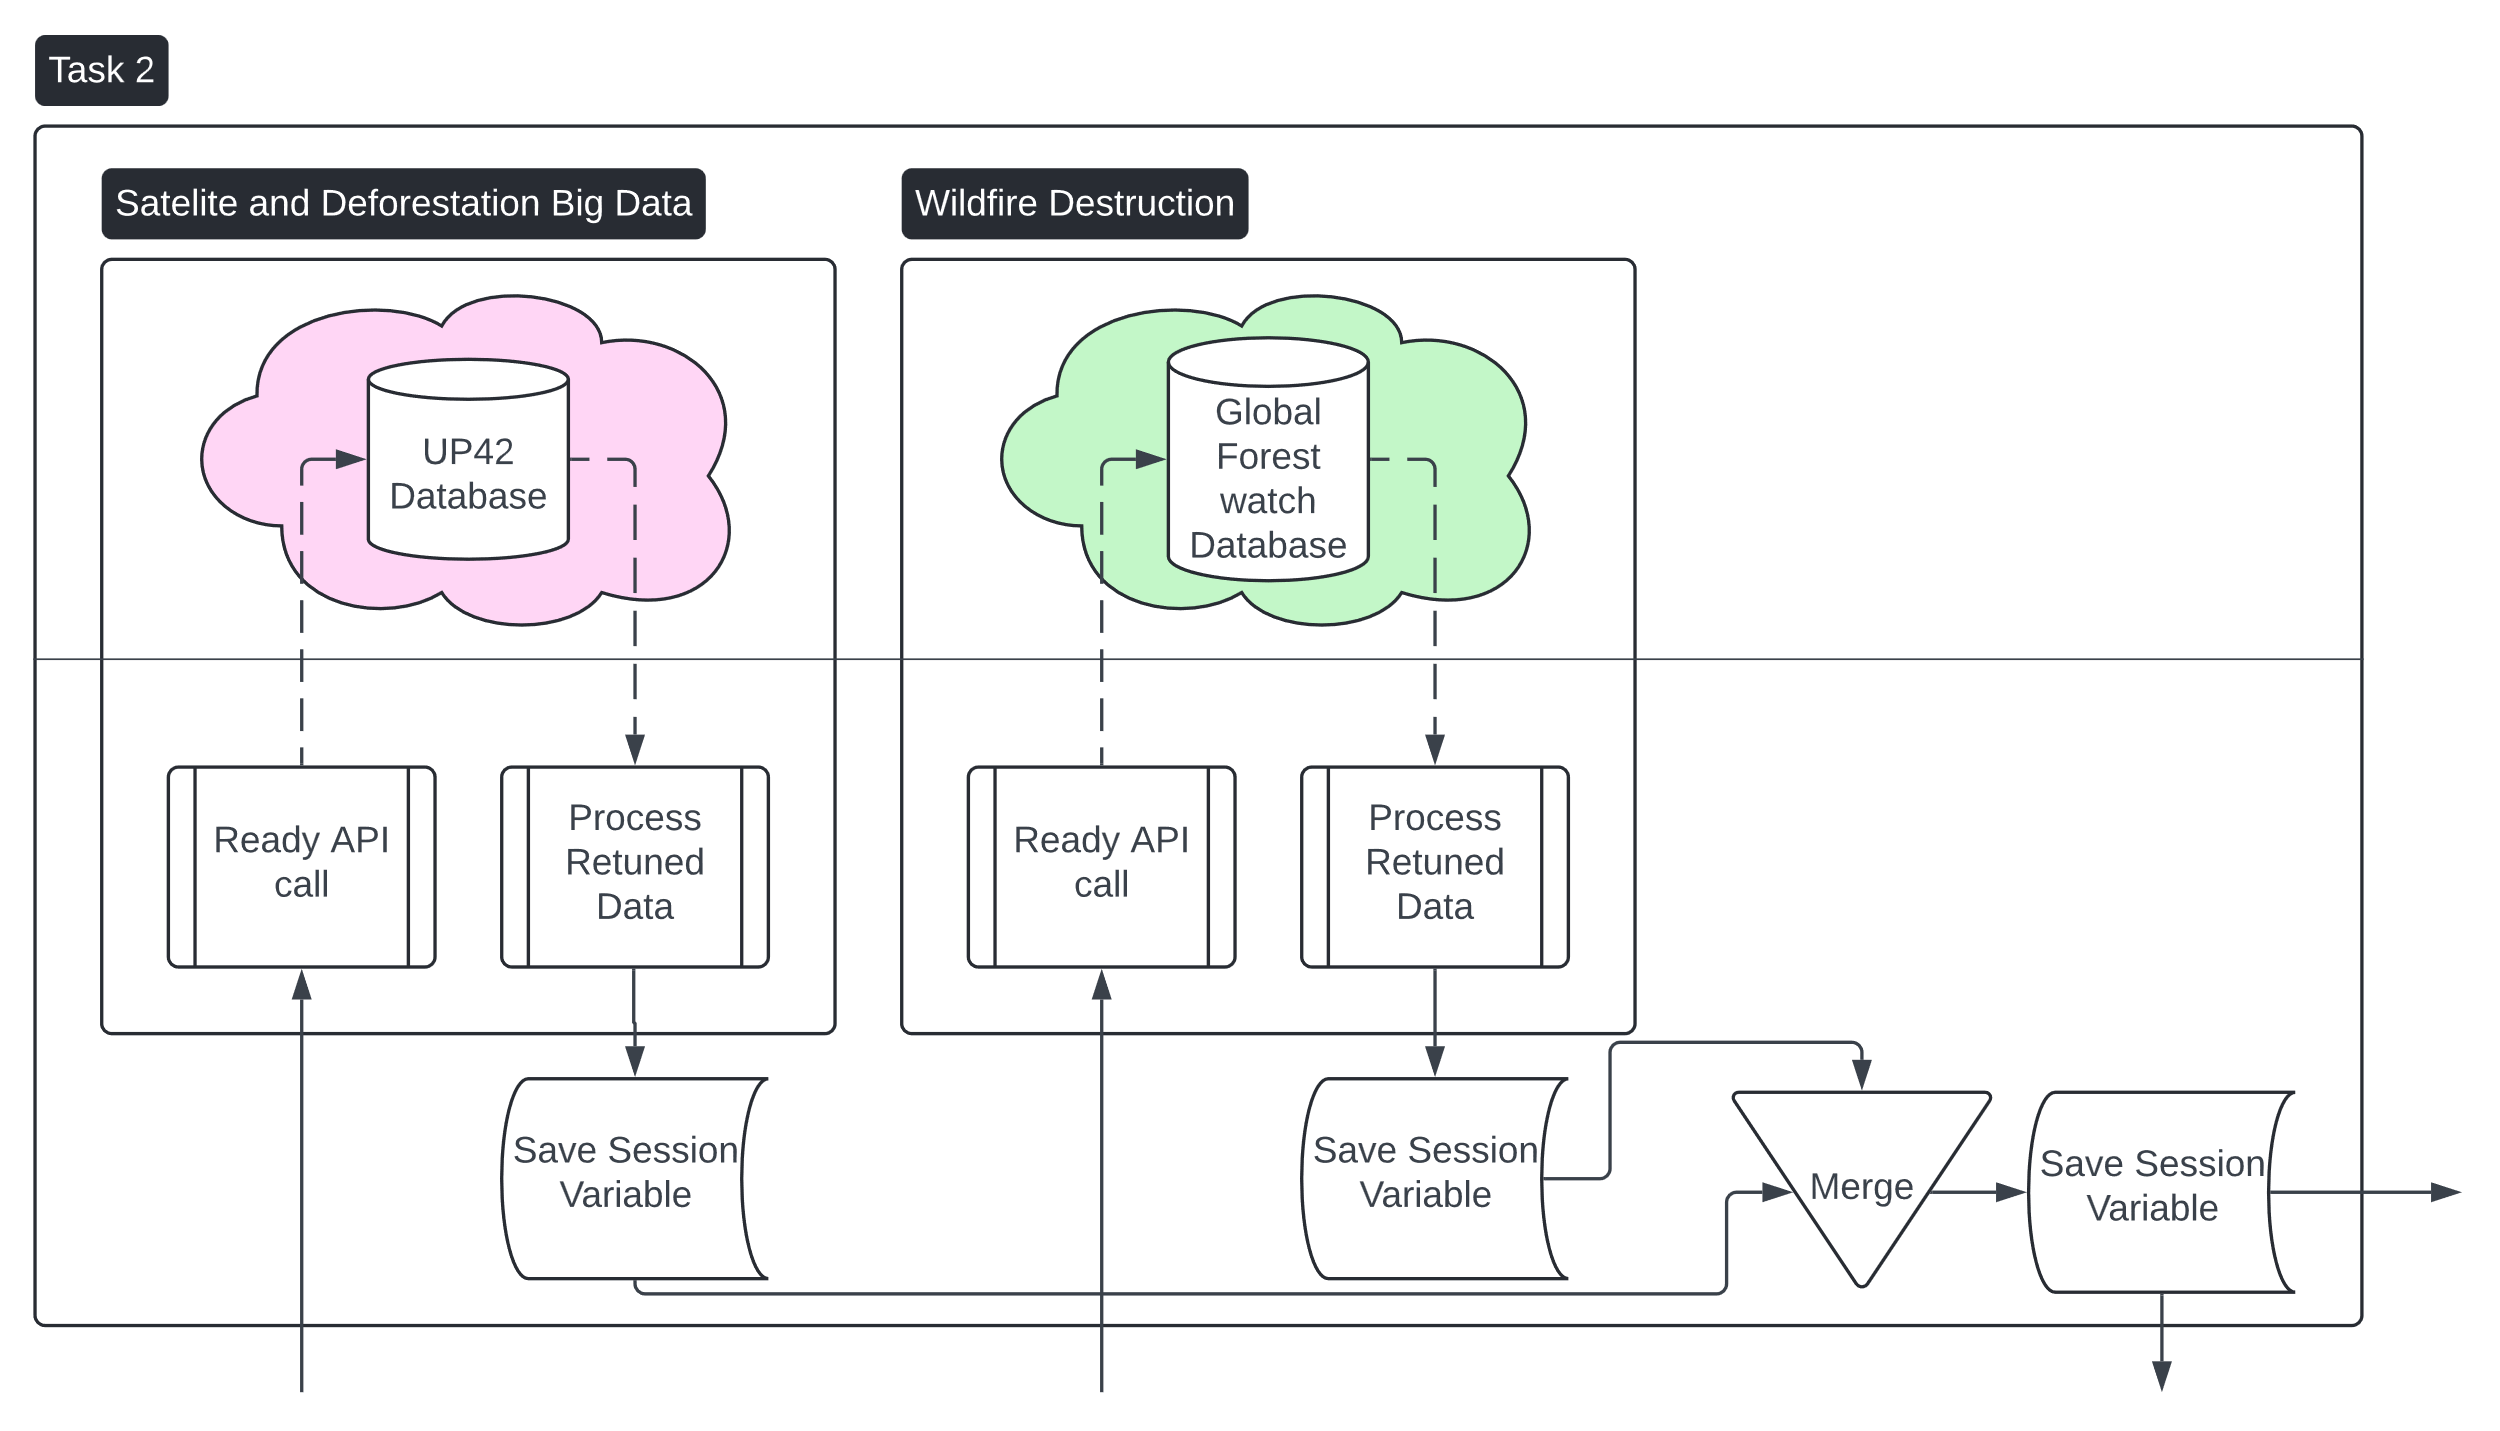 Task 2
Satellite and Deforestation Big Data
Wildfire Destruction
UP42
Database
Global
Forest
watch
Database
Ready API
call
Process
Retuned
Data
Ready API
call
Process
Retuned
Data
Save Session
Variable
Save Session
Variable
Merge
Save Session
Variable